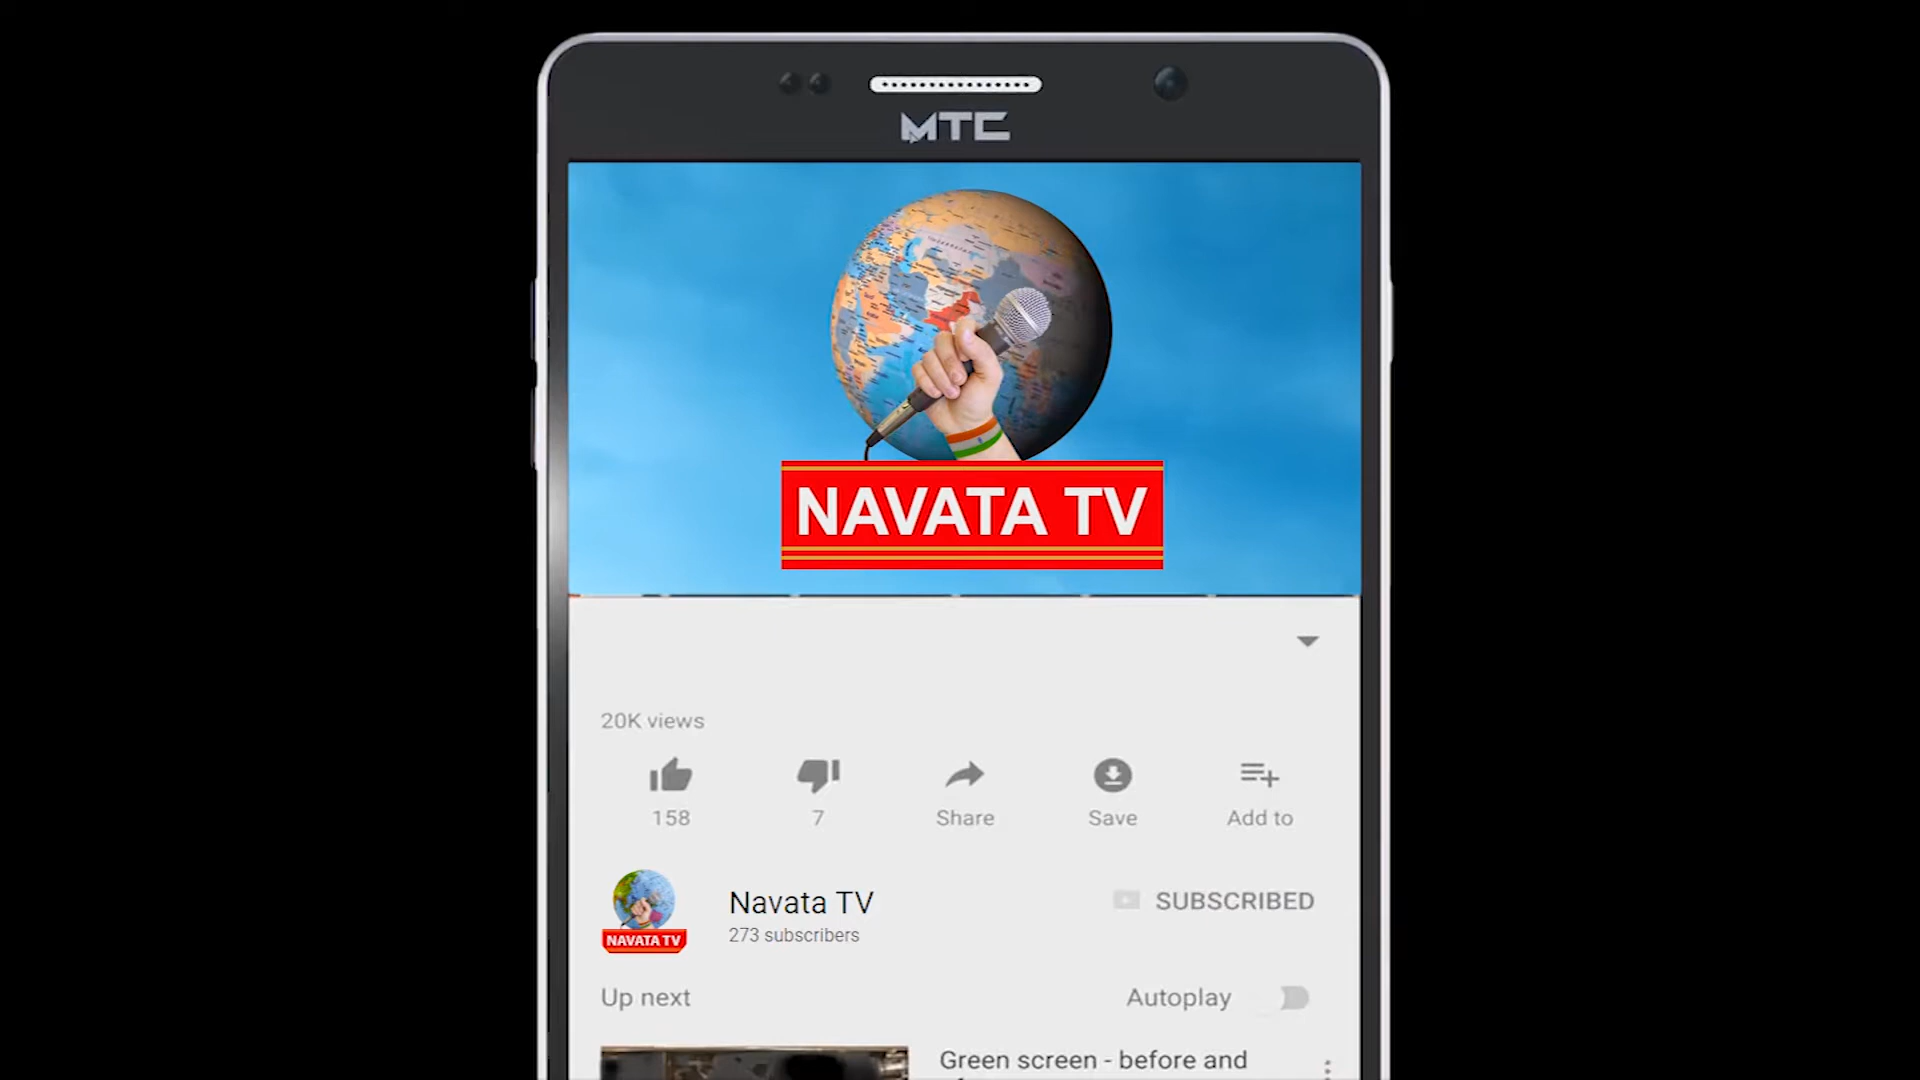 MTC
NAVATA TV
20K views
158
7
Share
Save
Add to
Navata TV
273 subscribers
SUBSCRIBED
NAVATA TV
Up next
Autoplay
Green screen - before and